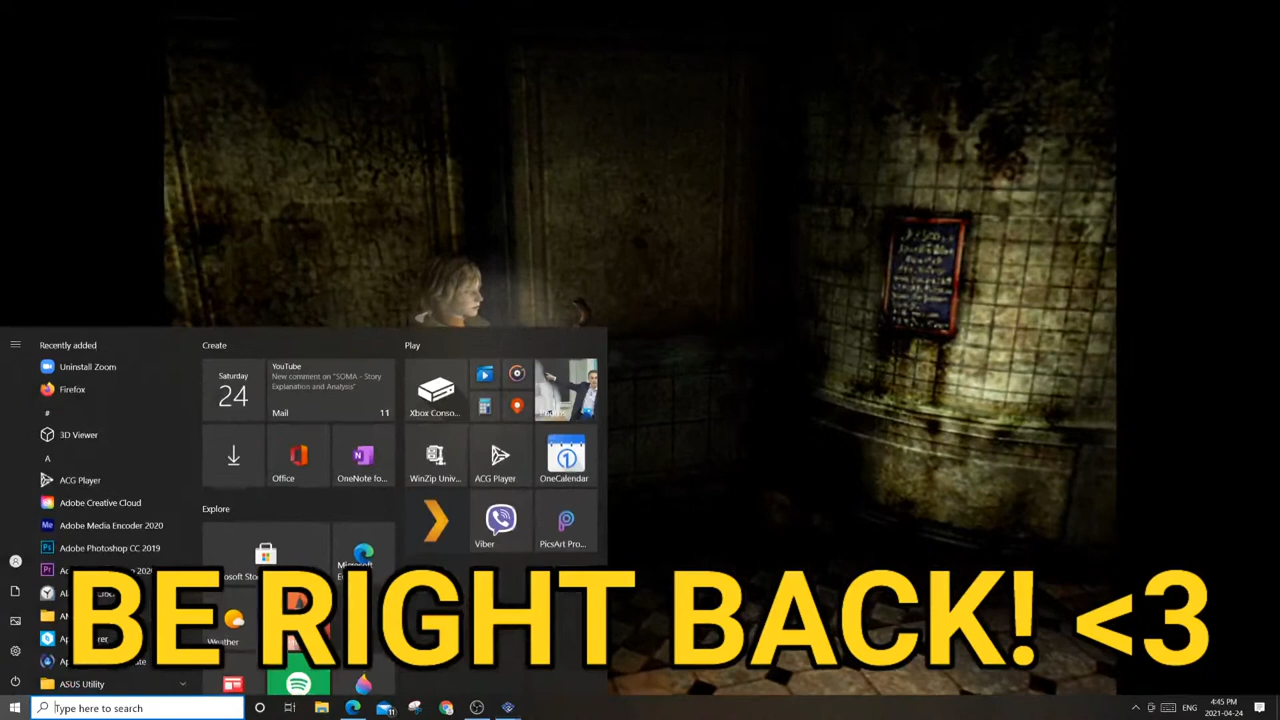 Recently added
Uninstall Zoom
Firefox
#
3D Viewer
A
ACG Player
Adobe Creative Cloud
Adobe Media Encoder 2020
Adobe Photoshop CC 2019
ASUS Utility
Create
Saturday
24
YouTube
New comment on "SOMA - Story
Explanation and Analysis"
Mail
11
Office
OneNote fo...
Explore
Microsoft
Weather
Play
Xbox Conso...
Photos
WinZip Univ...
ACG Player
OneCalendar
Viber
PicsArt Pro...
BE RIGHT BACK! <3
Type here to search
11
ENG
4:45 PM
2021-04-24